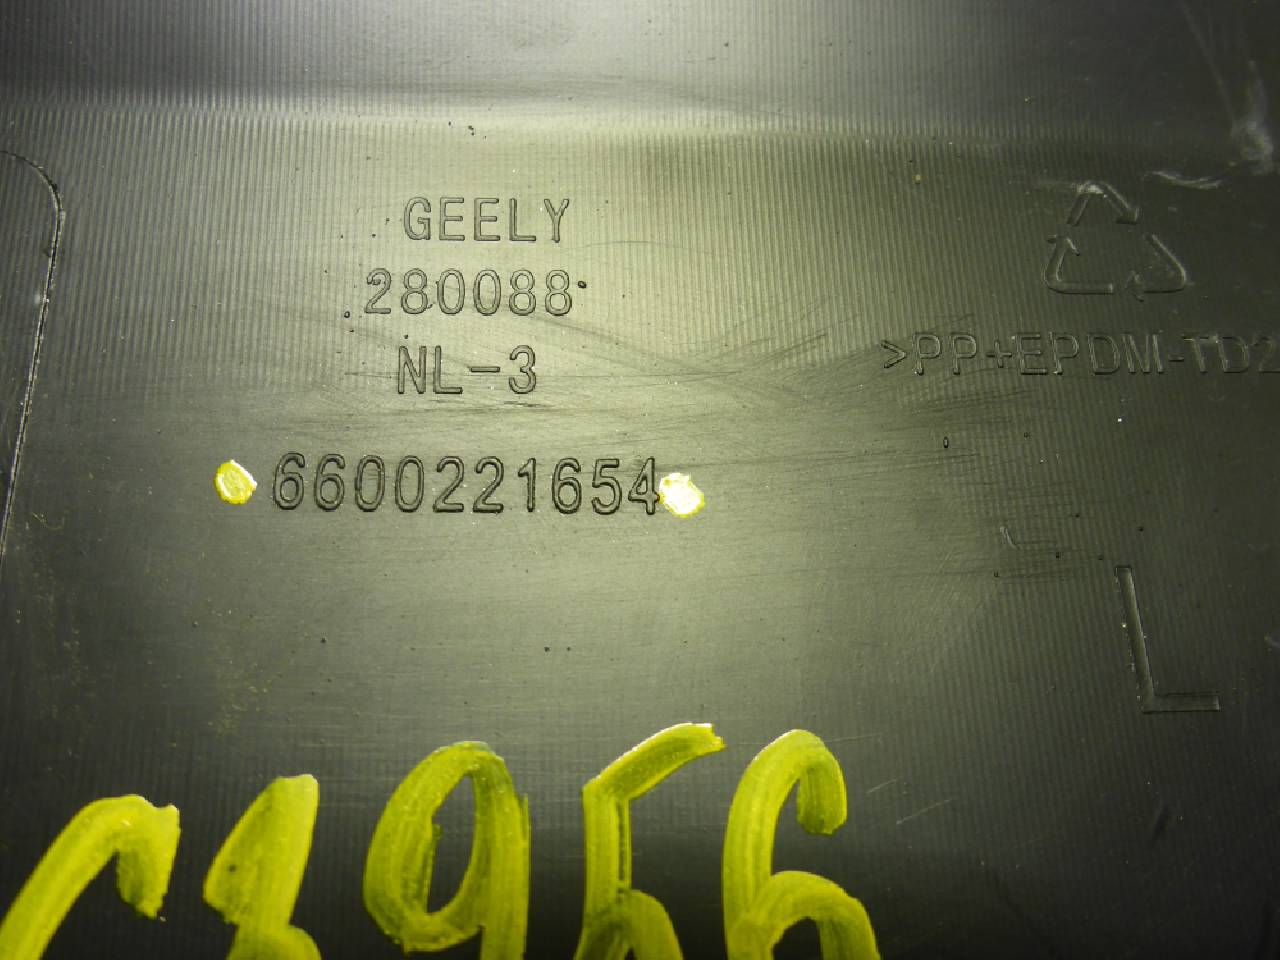 GEELY
280088
NL-3
6600221654
>PP+EPDM-TD2
L